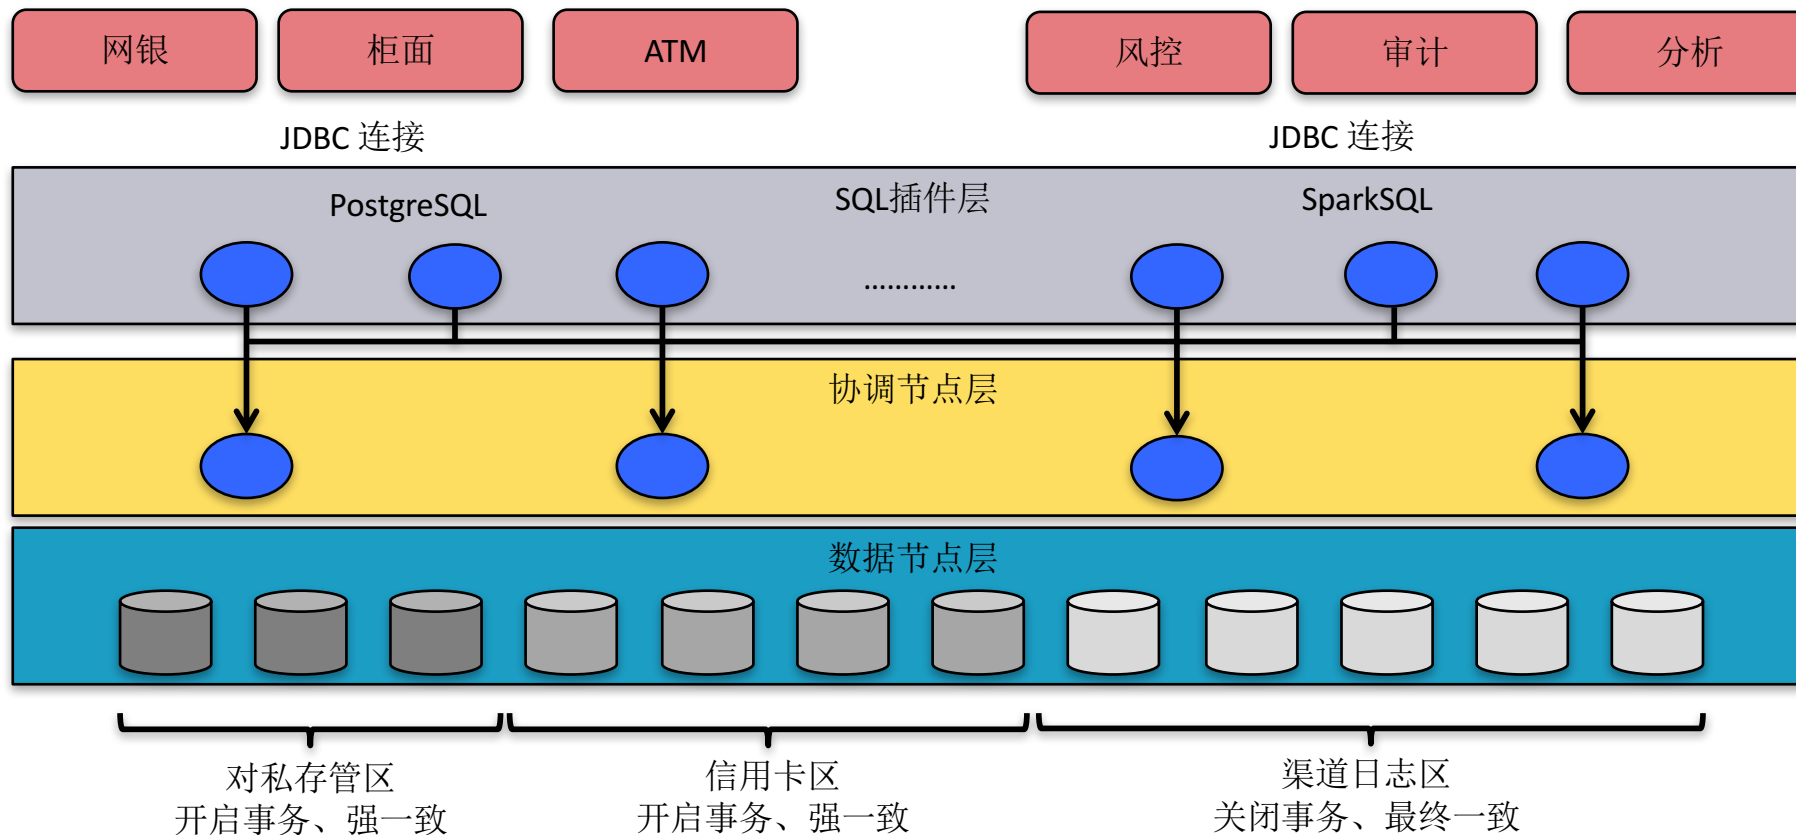 网银
柜面
ATM
风控
审计
分析
JDBC 连接
JDBC 连接
PostgreSQL
SQL插件层
SparkSQL
............
协调节点层
数据节点层
对私存管区
开启事务、强一致
信用卡区
开启事务、强一致
渠道日志区
关闭事务、最终一致